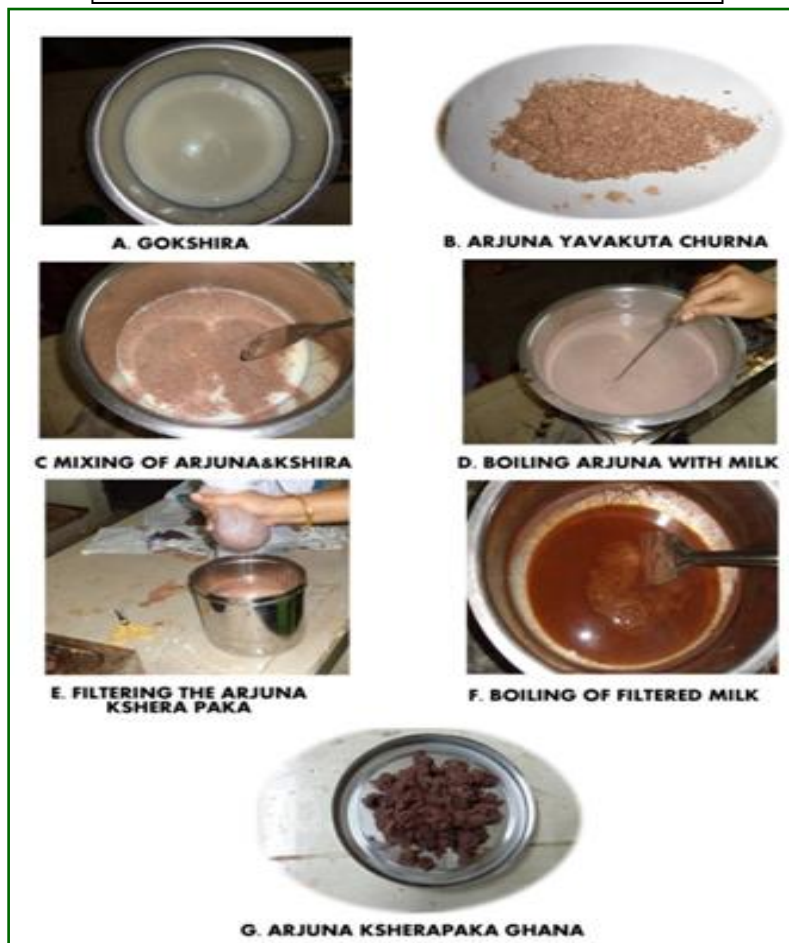 A. GOKSHIRA
B. ARJUNA YAVAKUTA CHURNA
C MIXING OF ARJUNA&KSHIRA
D. BOILING ARJUNA WITH MILK
E. FILTERING THE ARJUNA
KSHERA PAKA
F. BOILING OF FILTERED MILK
G. ARJUNA KSHERAPAKA GHANA